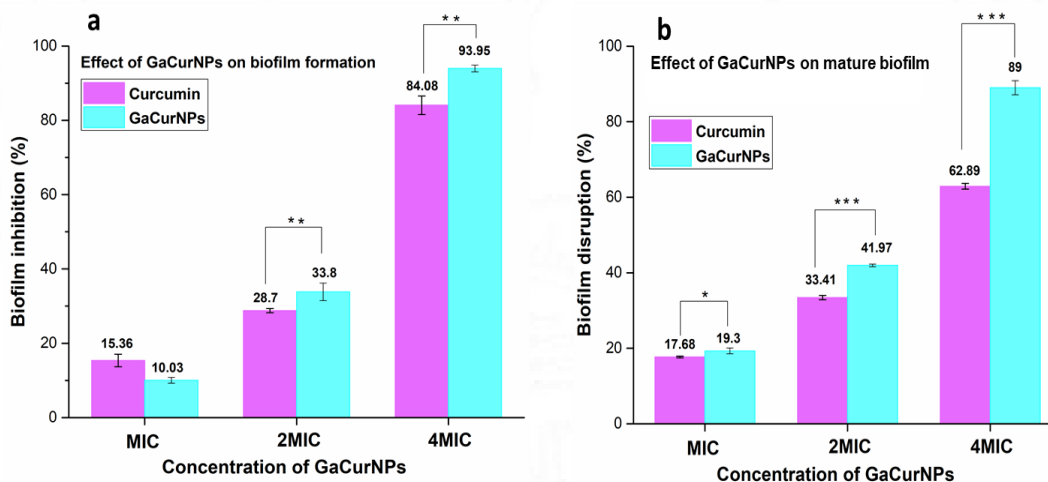 a
Effect of GaCurNPs on biofilm formation
Curcumin
GaCurNPs
Biofilm inhibition (%)
100
80
60
40
20
0
15.36
10.03
28.7
33.8
**
84.08
93.95
**
MIC
2MIC
4MIC
Concentration of GaCurNPs
b
Effect of GaCurNPs on mature biofilm
Curcumin
GaCurNPs
Biofilm disruption (%)
100
80
60
40
20
0
17.68
19.3
*
33.41
41.97
***
62.89
89
***
MIC
2MIC
4MIC
Concentration of GaCurNPs